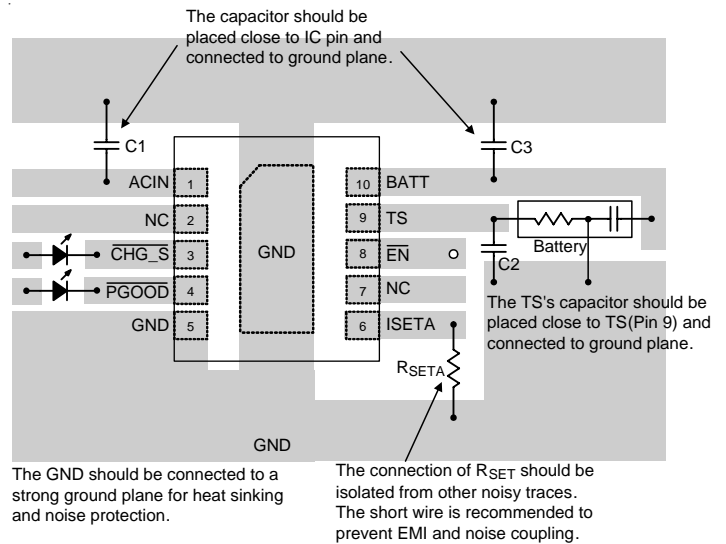 The capacitor should be
placed close to IC pin and
connected to ground plane.
C1
C3
ACIN
1
10
BATT
NC
2
9
TS
CHG_S
3
GND
8
EN
C2
Battery
PGOOD
4
7
NC
GND
5
6
ISETA
The TS's capacitor should be
placed close to TS(Pin 9) and
connected to ground plane.
RSETA
GND
The GND should be connected to a
strong ground plane for heat sinking
and noise protection.
The connection of RSET should be
isolated from other noisy traces.
The short wire is recommended to
prevent EMI and noise coupling.